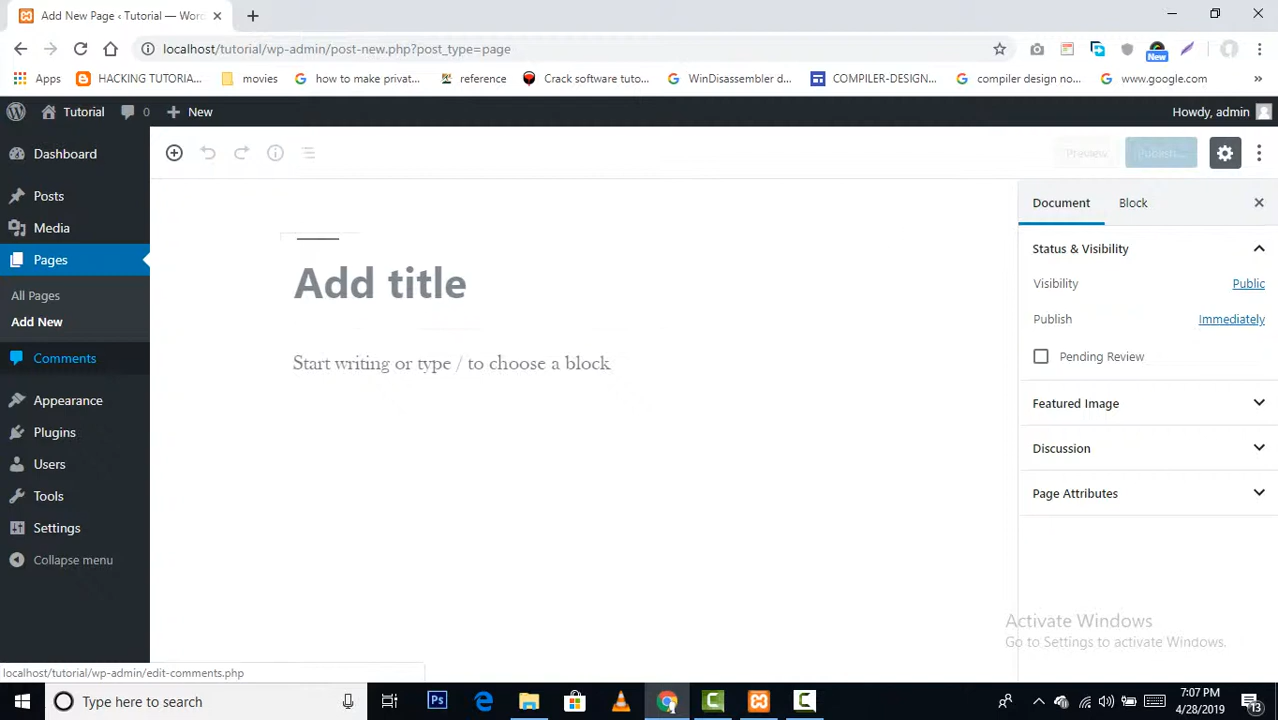 Add New Page ‹ Tutorial — Word
localhost/tutorial/wp-admin/post-new.php?post_type=page
New
Apps
HACKING TUTORIA...
movies
how to make privat...
reference
Crack software tuto...
WinDisassembler d...
COMPILER-DESIGN...
compiler design no...
www.google.com
»
Tutorial
0
New
Howdy, admin
Dashboard
Posts
Media
Pages
All Pages
Add New
Comments
Appearance
Plugins
Users
Tools
Settings
Collapse menu
Preview
Publish...
Add title
Start writing or type / to choose a block
Document
Block
Status & Visibility
Visibility
Public
Publish
Immediately
Pending Review
Featured Image
Discussion
Page Attributes
Activate Windows
Go to Settings to activate Windows.
localhost/tutorial/wp-admin/edit-comments.php
Type here to search
Ps
7:07 PM
4/28/2019
13